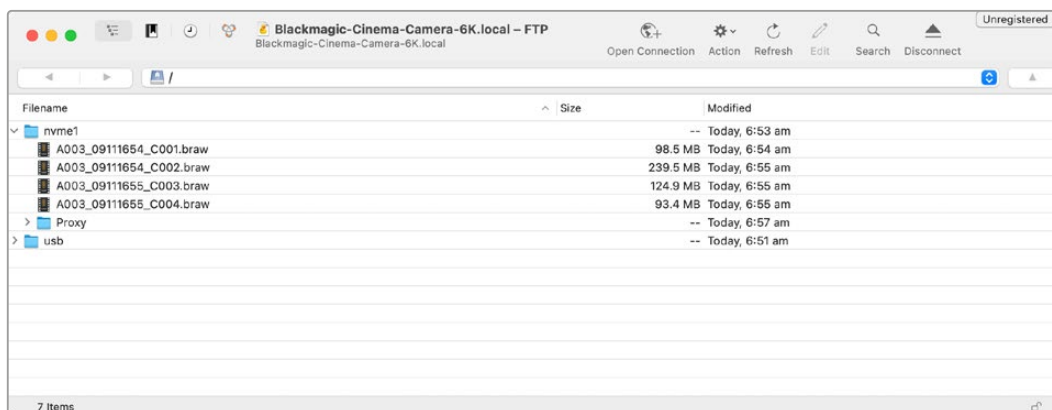 Unregistered
Blackmagic-Cinema-Camera-6K.local – FTP
Blackmagic-Cinema-Camera-6K.local
Open Connection Action Refresh Edit Search Disconnect
/
Filename Size Modified
nvme1 -- Today, 6:53 am
A003_09111654_C001.braw 98.5 MB Today, 6:54 am
A003_09111654_C002.braw 239.5 MB Today, 6:55 am
A003_09111655_C003.braw 124.9 MB Today, 6:55 am
A003_09111655_C004.braw 93.4 MB Today, 6:55 am
Proxy -- Today, 6:57 am
usb -- Today, 6:51 am
7 Items